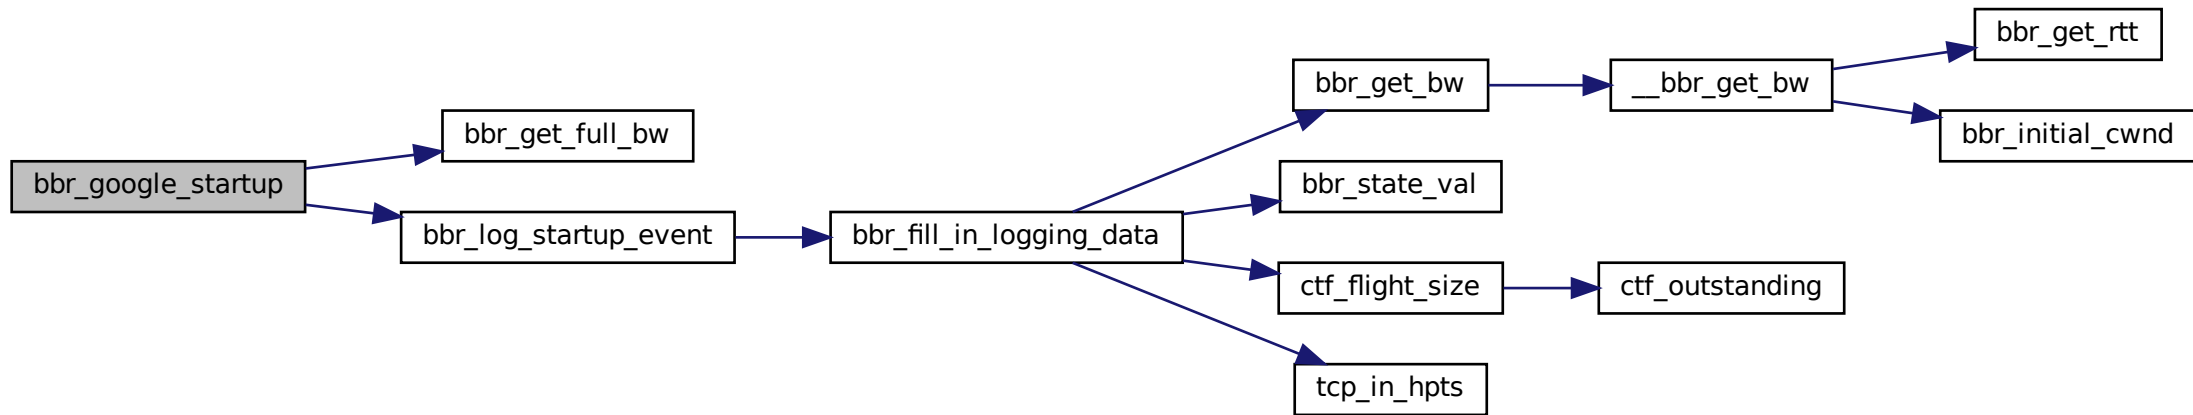 bbr_google_startup
bbr_get_full_bw
bbr_log_startup_event
bbr_fill_in_logging_data
bbr_get_bw
__bbr_get_bw
bbr_get_rtt
bbr_initial_cwnd
bbr_state_val
ctf_flight_size
ctf_outstanding
tcp_in_hpts